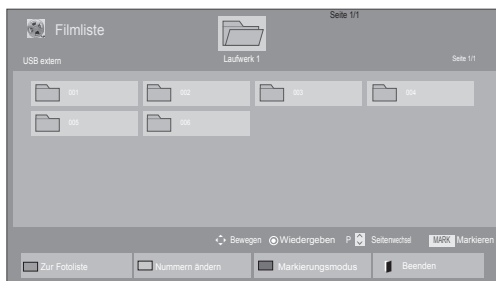 Seite 1/1
Filmliste
USB extern
Laufwerk 1
Seite 1/1
001
002
003
004
005
006
Bewegen Wiedergeben P Seitenwechsel MARK Markieren
Zur Fotoliste Nummern ändern Markierungsmodus Beenden